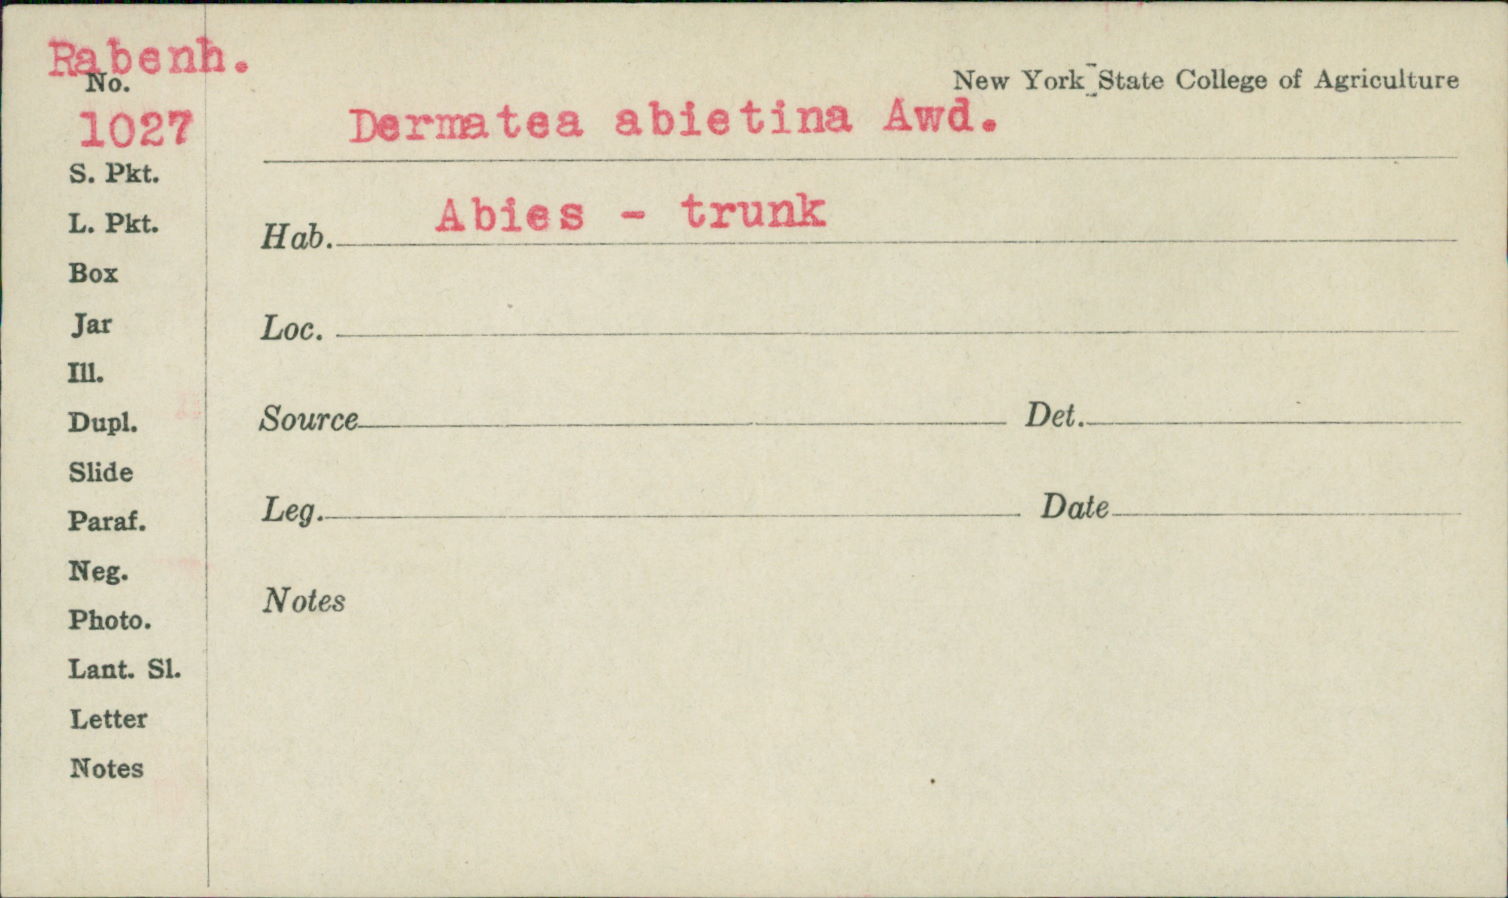 Rabenh.
No.
1027
New York State College of Agriculture
Dermatea abietina Awd.
S. Pkt.
L. Pkt.
Hab. Abies - trunk
Box
Jar
Loc.
Ill.
Dupl.
Source Det.
Slide
Paraf.
Leg. Date
Neg.
Notes
Photo.
Lant. Sl.
Letter
Notes